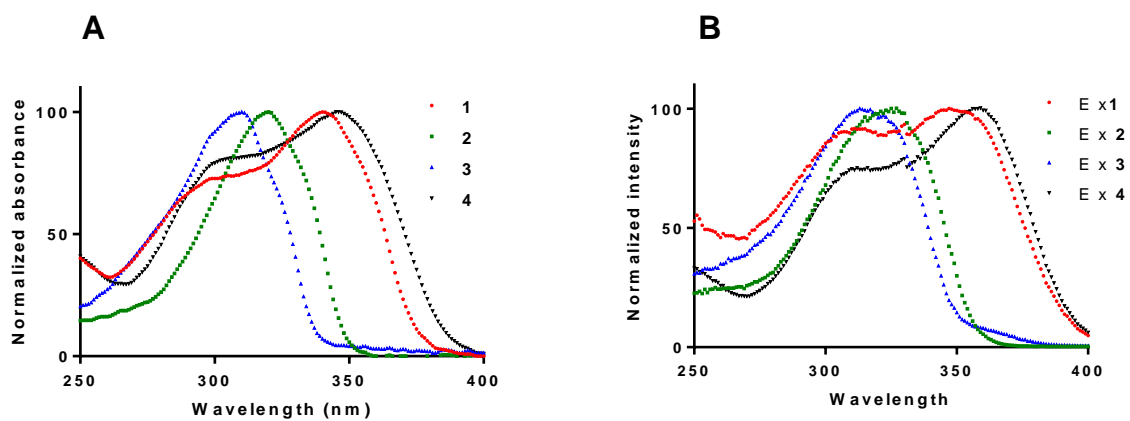 A
Normalized absorbance
100
50
0
250
300
350
400
Wavelength (nm)
1
2
3
4
B
Normalized intensity
100
50
0
250
300
350
400
Wavelength
E x 1
E x 2
E x 3
E x 4